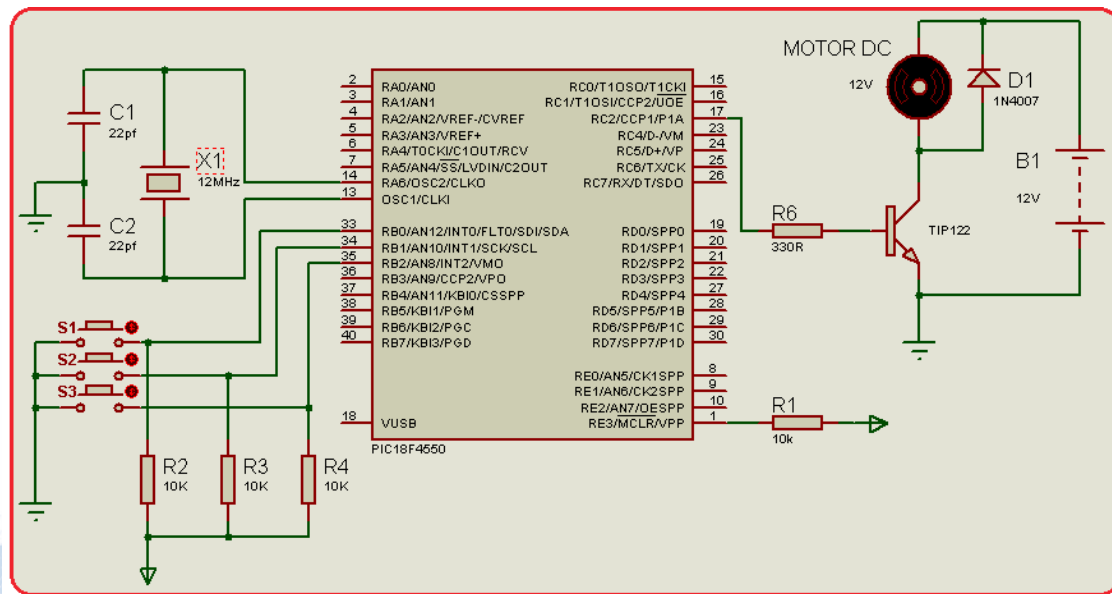 C1
22pf
X1
12MHz
C2
22pf
S1
S2
S3
R2
10K
R3
10K
R4
10K
2 RA0/AN0
3 RA1/AN1
4 RA2/AN2/VREF-/CVREF
5 RA3/AN3/VREF+
6 RA4/T0CKI/C1OUT/RCV
7 RA5/AN4/SS/LVDIN/C2OUT
14 RA6/OSC2/CLKO
13 OSC1/CLKI
33 RB0/AN12/INT0/FLT0/SDI/SDA
34 RB1/AN10/INT1/SCK/SCL
35 RB2/AN8/INT2/VMO
36 RB3/AN9/CCP2/VPO
37 RB4/AN11/KBI0/CSSPP
38 RB5/KBI1/PGM
39 RB6/KBI2/PGC
40 RB7/KBI3/PGD
18 VUSB
RC0/T1OSO/T1CKI 15
RC1/T1OSI/CCP2/UOE 16
RC2/CCP1/P1A 17
RC4/D-/VM 23
RC5/D+/VP 24
RC6/TX/CK 25
RC7/RX/DT/SDO 26
RD0/SPP0 19
RD1/SPP1 20
RD2/SPP2 21
RD3/SPP3 22
RD4/SPP4 27
RD5/SPP5/P1B 28
RD6/SPP6/P1C 29
RD7/SPP7/P1D 30
RE0/AN5/CK1SPP 8
RE1/AN6/CK2SPP 9
RE2/AN7/OESPP 10
RE3/MCLR/VPP 1
PIC18F4550
MOTOR DC
12V
D1
1N4007
B1
12V
R6
330R
TIP122
R1
10k